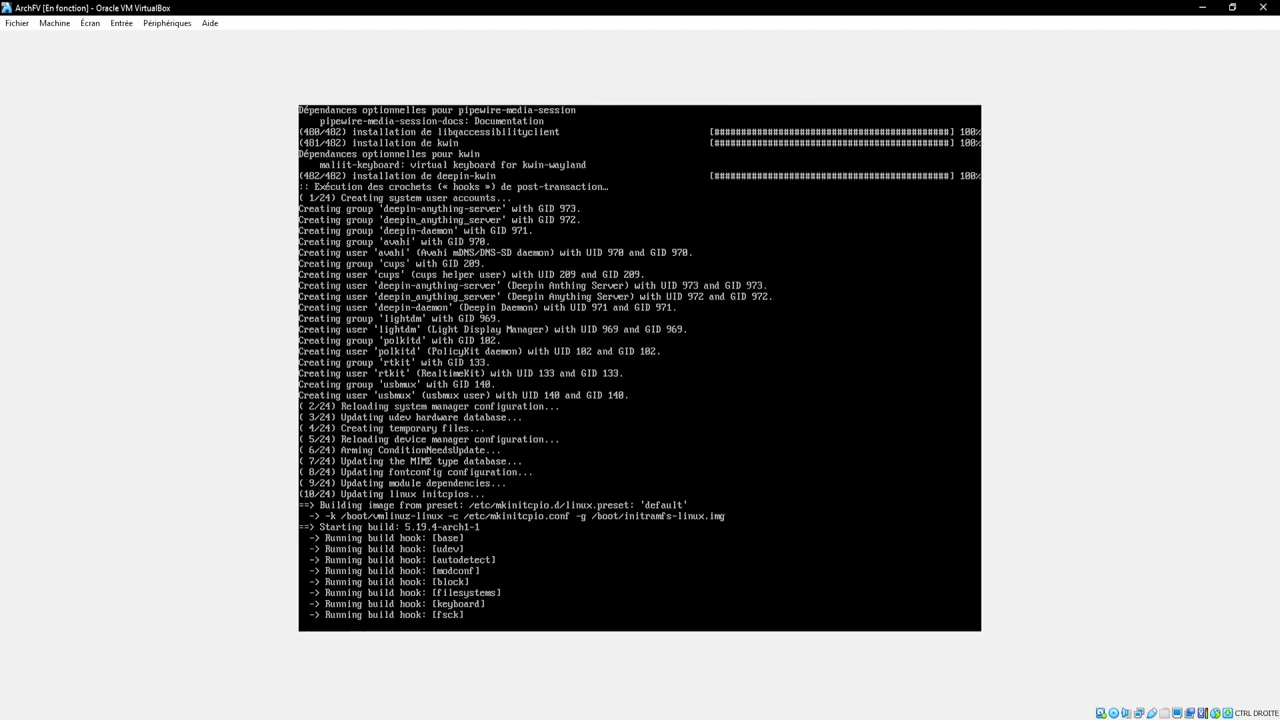 ArchFV [En fonction] - Oracle VM VirtualBox
Fichier Machine Écran Entrée Périphériques Aide
Dépendances optionnelles pour pipewire-media-session
pipewire-media-session-docs: Documentation
(480/482) installation de libqaccessibilityclient [############################################] 100%
(481/482) installation de kwin [############################################] 100%
Dépendances optionnelles pour kwin
maliit-keyboard: virtual keyboard for kwin-wayland
(482/482) installation de deepin-kwin [############################################] 100%
:: Exécution des crochets (« hooks ») de post-transaction…
( 1/24) Creating system user accounts...
Creating group 'deepin-anything-server' with GID 973.
Creating group 'deepin_anything_server' with GID 972.
Creating group 'deepin-daemon' with GID 971.
Creating group 'avahi' with GID 970.
Creating user 'avahi' (Avahi mDNS/DNS-SD daemon) with UID 970 and GID 970.
Creating group 'cups' with GID 209.
Creating user 'cups' (cups helper user) with UID 209 and GID 209.
Creating user 'deepin-anything-server' (Deepin Anthing Server) with UID 973 and GID 973.
Creating user 'deepin_anything_server' (Deepin Anything Server) with UID 972 and GID 972.
Creating user 'deepin-daemon' (Deepin Daemon) with UID 971 and GID 971.
Creating group 'lightdm' with GID 969.
Creating user 'lightdm' (Light Display Manager) with UID 969 and GID 969.
Creating group 'polkitd' with GID 102.
Creating user 'polkitd' (PolicyKit daemon) with UID 102 and GID 102.
Creating group 'rtkit' with GID 133.
Creating user 'rtkit' (RealtimeKit) with UID 133 and GID 133.
Creating group 'usbmux' with GID 140.
Creating user 'usbmux' (usbmux user) with UID 140 and GID 140.
( 2/24) Reloading system manager configuration...
( 3/24) Updating udev hardware database...
( 4/24) Creating temporary files...
( 5/24) Reloading device manager configuration...
( 6/24) Arming ConditionNeedsUpdate...
( 7/24) Updating the MIME type database...
( 8/24) Updating fontconfig configuration...
( 9/24) Updating module dependencies...
(10/24) Updating linux initcpios...
==> Building image from preset: /etc/mkinitcpio.d/linux.preset: 'default'
-> -k /boot/vmlinuz-linux -c /etc/mkinitcpio.conf -g /boot/initramfs-linux.img
==> Starting build: 5.19.4-arch1-1
-> Running build hook: [base]
-> Running build hook: [udev]
-> Running build hook: [autodetect]
-> Running build hook: [modconf]
-> Running build hook: [block]
-> Running build hook: [filesystems]
-> Running build hook: [keyboard]
-> Running build hook: [fsck]
CTRL DROITE